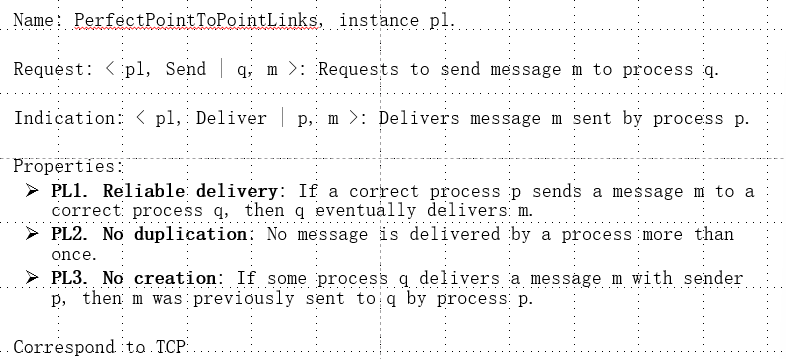 Name: PerfectPointToPointLinks, instance pl.
Request: < pl, Send | q, m >: Requests to send message m to process q.
Indication: < pl, Deliver | p, m >: Delivers message m sent by process p.
Properties:
➢ PL1. Reliable delivery: If a correct process p sends a message m to a
correct process q, then q eventually delivers m.
➢ PL2. No duplication: No message is delivered by a process more than
once.
➢ PL3. No creation: If some process q delivers a message m with sender
p, then m was previously sent to q by process p.
Correspond to TCP